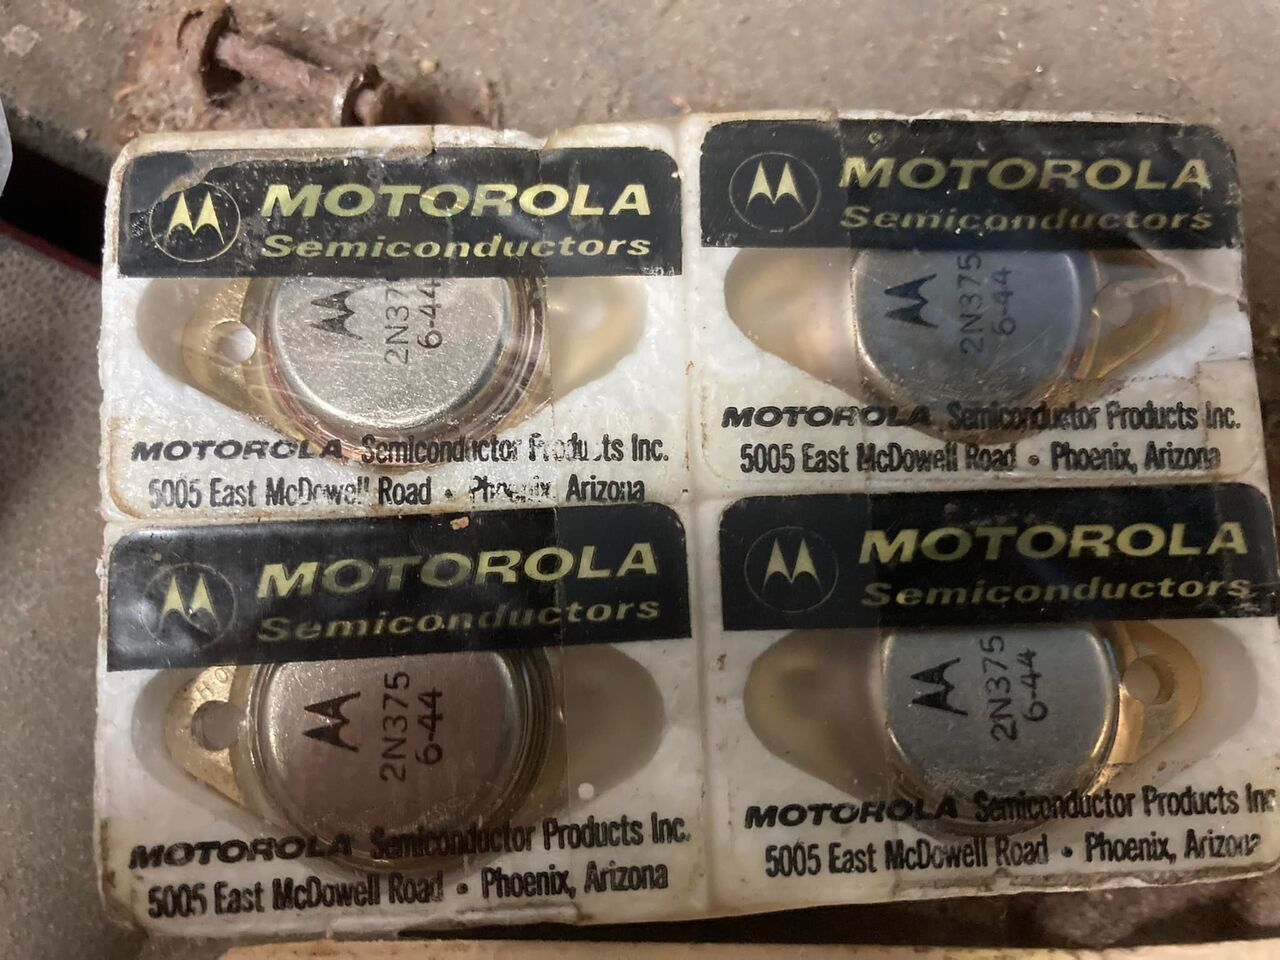 MOTOROLA
Semiconductors
2N375
6-44
MOTOROLA Semiconductor Products Inc.
5005 East McDowell Road • Phoenix, Arizona
MOTOROLA
Semiconductors
2N375
6-44
MOTOROLA Semiconductor Products Inc.
5005 East McDowell Road • Phoenix, Arizona
MOTOROLA
Semiconductors
2N375
6-44
MOTOROLA Semiconductor Products Inc.
5005 East McDowell Road • Phoenix, Arizona
MOTOROLA
Semiconductors
2N375
6-44
MOTOROLA Semiconductor Products Inc
5005 East McDowell Road • Phoenix, Arizona